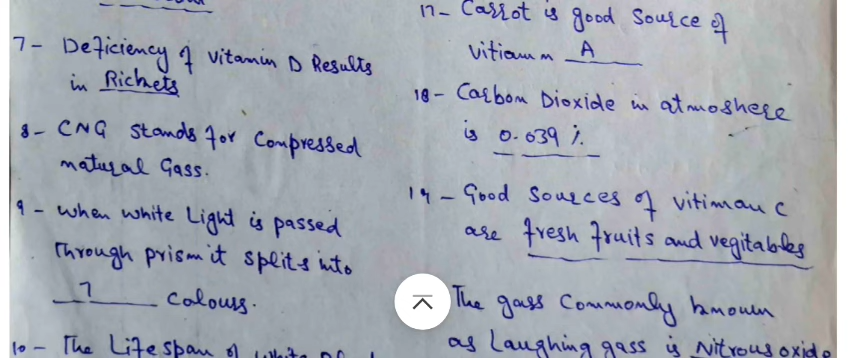 7- Deficiency of vitamin D Results
in Rickets
8- CNG stands for Compressed
natural Gass.
9- when white Light is passed
through prism it splits into
7 colours.
10- The Life span of white
17- Carrot is good source of
vitiamn A
18- Carbon Dioxide in atmoshere
is 0.039 %.
19- Good sources of vitiman C
are fresh fruits and vegitables
The gass commonly known
as Laughing gass is Nitrous oxide